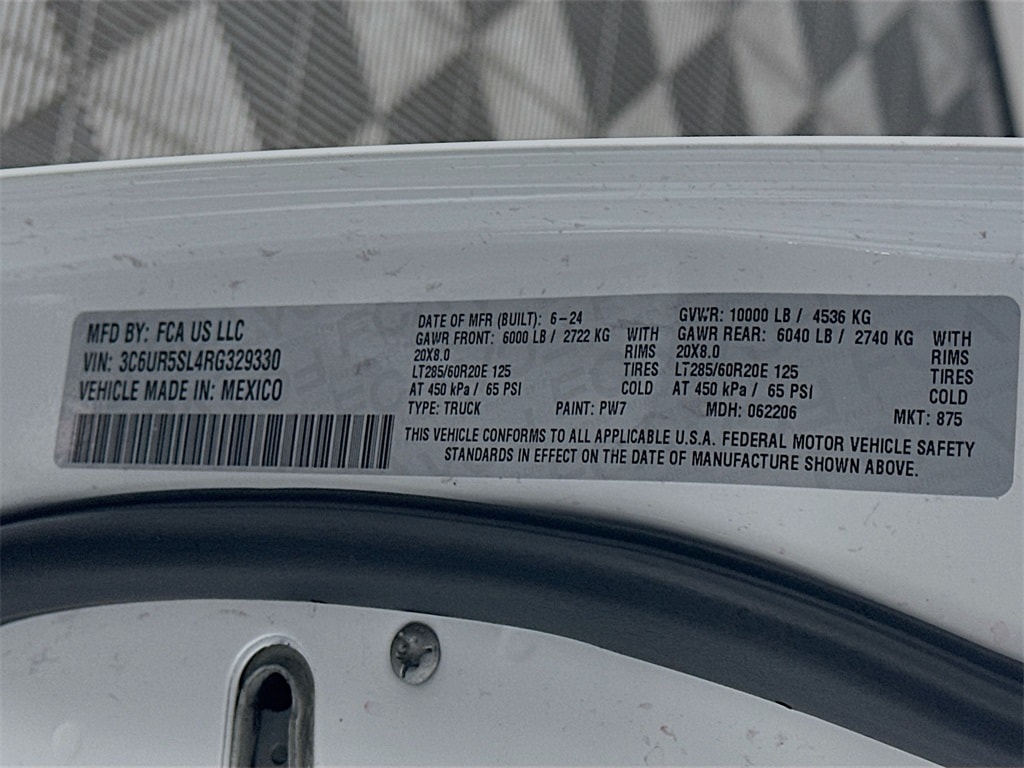 MFD BY: FCA US LLC
VIN: 3C6UR5SL4RG329330
VEHICLE MADE IN: MEXICO
DATE OF MFR (BUILT): 6-24
GAWR FRONT: 6000 LB / 2722 KG WITH
20X8.0 RIMS
LT285/60R20E 125 TIRES
AT 450 kPa / 65 PSI COLD
GVWR: 10000 LB / 4536 KG
GAWR REAR: 6040 LB / 2740 KG WITH
20X8.0 RIMS
LT285/60R20E 125 TIRES
AT 450 kPa / 65 PSI COLD
TYPE: TRUCK PAINT: PW7 MDH: 062206 MKT: 875
THIS VEHICLE CONFORMS TO ALL APPLICABLE U.S.A. FEDERAL MOTOR VEHICLE SAFETY
STANDARDS IN EFFECT ON THE DATE OF MANUFACTURE SHOWN ABOVE.